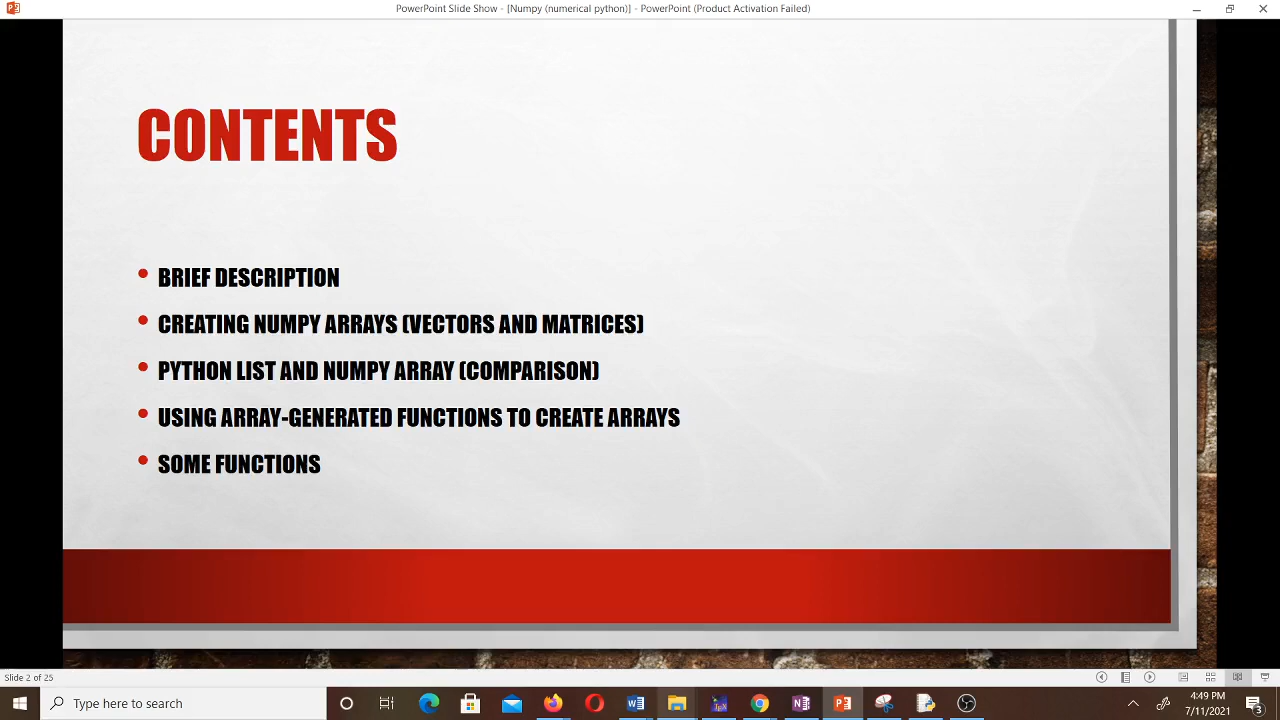 PowerPoint Slide Show - [Numpy (numerical python)] - PowerPoint (Product Activation Failed)
CONTENTS
• BRIEF DESCRIPTION
• CREATING NUMPY ARRAYS (VECTORS AND MATRICES)
• PYTHON LIST AND NUMPY ARRAY (COMPARISON)
• USING ARRAY-GENERATED FUNCTIONS TO CREATE ARRAYS
• SOME FUNCTIONS
Slide 2 of 25
Type here to search
4:49 PM
7/11/2021
3